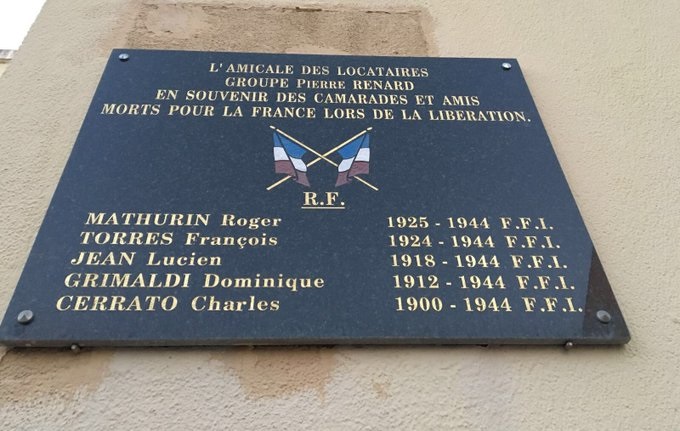 L'AMICALE DES LOCATAIRES
GROUPE PIERRE RENARD
EN SOUVENIR DES CAMARADES ET AMIS
MORTS POUR LA FRANCE LORS DE LA LIBERATION.
R.F.
MATHURIN Roger 1925 - 1944 F.F.I.
TORRES François 1924 - 1944 F.F.I.
JEAN Lucien 1918 - 1944 F.F.I.
GRIMALDI Dominique 1912 - 1944 F.F.I.
CERRATO Charles 1900 - 1944 F.F.I.